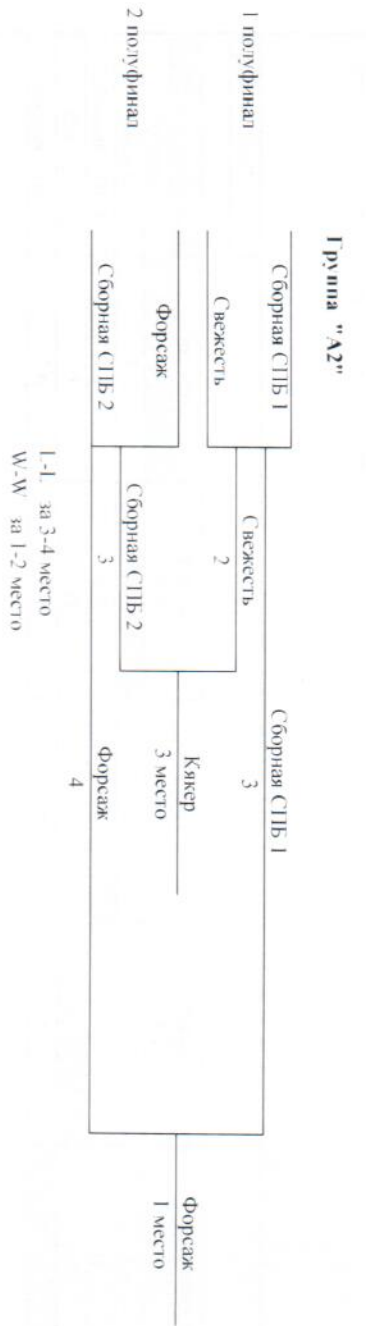 Группа "А2"
1 полуфинал
Сборная СПБ 1
Свежесть
Сборная СПБ 1
3
Свежесть
2
2 полуфинал
Форсаж
Сборная СПБ 2
Сборная СПБ 2
3
Кякер
3 место
Форсаж
4
Форсаж
1 место
L-L за 3-4 место
W-W за 1-2 место